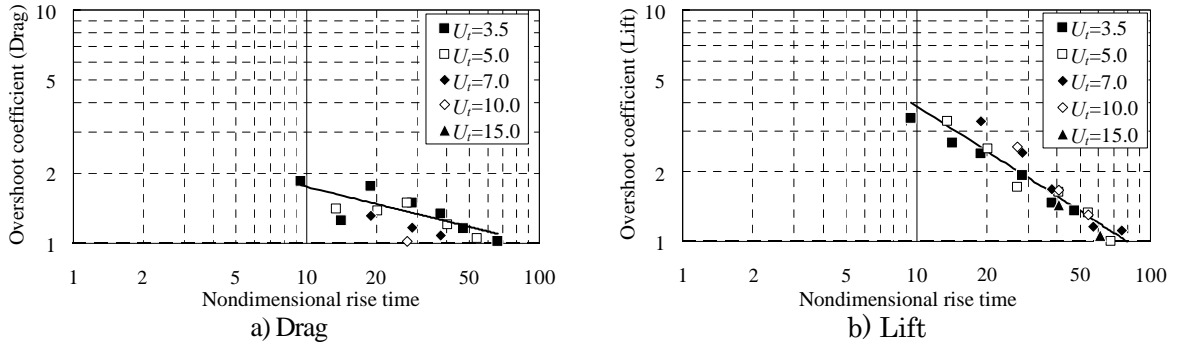 Overshoot coefficient (Drag)
10
5
2
1
1 2 5 10 20 50 100
Nondimensional rise time
U_t=3.5
U_t=5.0
U_t=7.0
U_t=10.0
U_t=15.0
a) Drag
Overshoot coefficient (Lift)
10
5
2
1
1 2 5 10 20 50 100
Nondimensional rise time
U_t=3.5
U_t=5.0
U_t=7.0
U_t=10.0
U_t=15.0
b) Lift